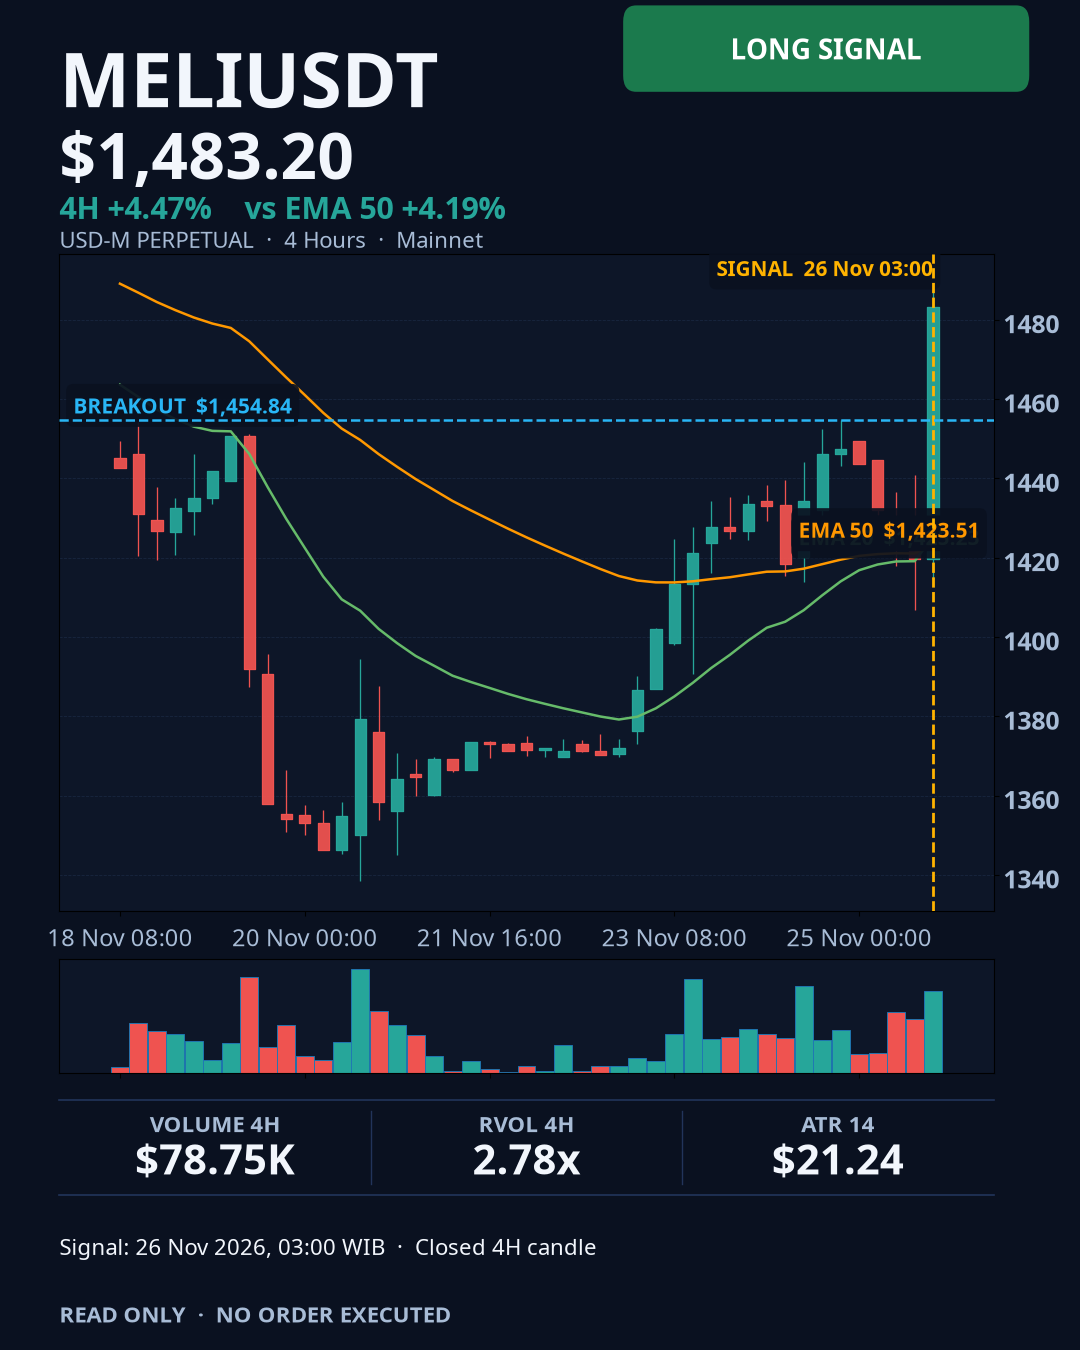 LONG SIGNAL
MELIUSDT
$1,483.20
4H +4.47% vs EMA 50 +4.19%
USD-M PERPETUAL · 4 Hours · Mainnet
SIGNAL 26 Nov 03:00
1480
1460
BREAKOUT $1,454.84
1440
EMA 50 $1,423.51
1420
1400
1380
1360
1340
18 Nov 08:00 20 Nov 00:00 21 Nov 16:00 23 Nov 08:00 25 Nov 00:00
VOLUME 4H RVOL 4H ATR 14
$78.75K 2.78x $21.24
Signal: 26 Nov 2026, 03:00 WIB · Closed 4H candle
READ ONLY · NO ORDER EXECUTED